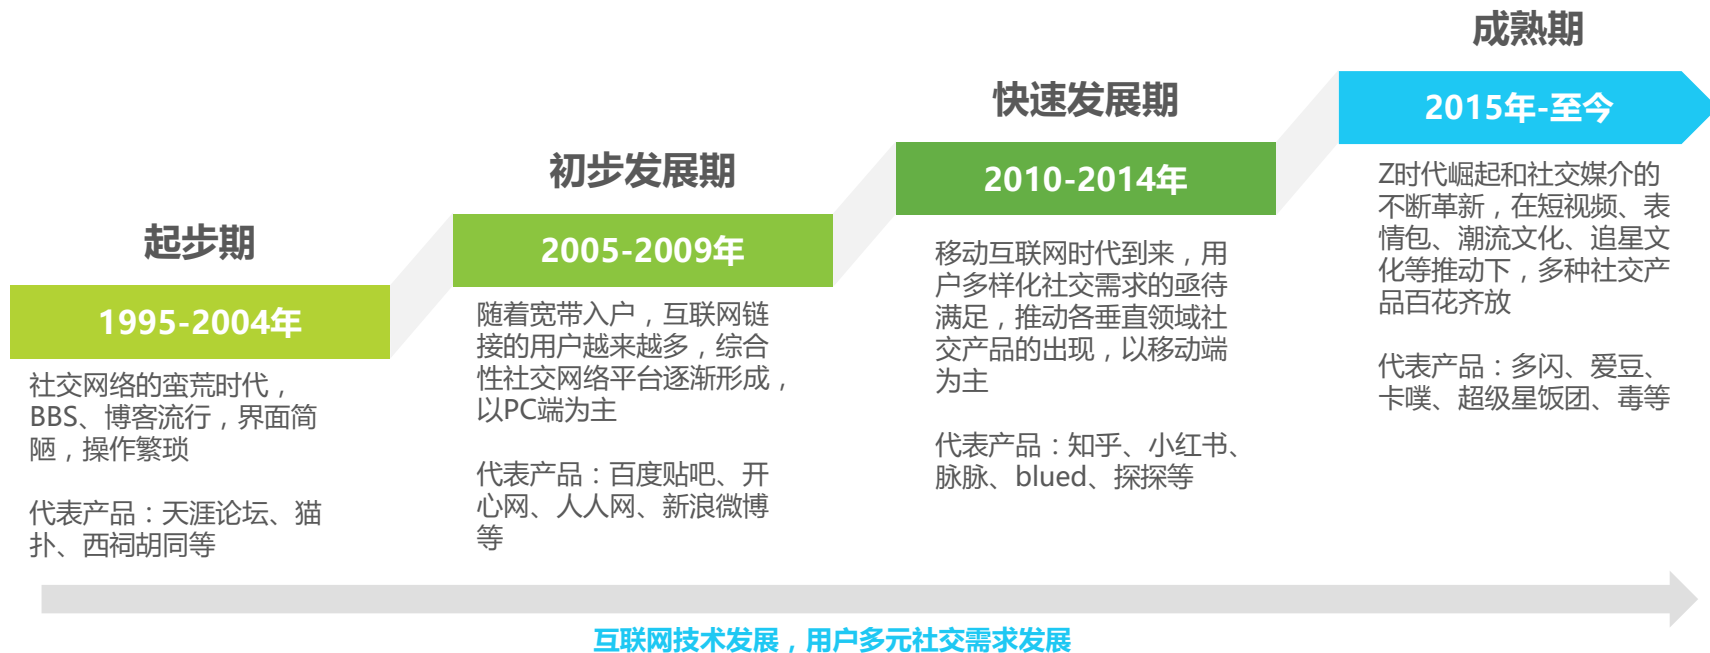 起步期
1995-2004年
社交网络的蛮荒时代，
BBS、博客流行，界面简
陋，操作繁琐
代表产品：天涯论坛、猫
扑、西祠胡同等
初步发展期
2005-2009年
随着宽带入户，互联网链
接的用户越来越多，综合
性社交网络平台逐渐形成，
以PC端为主
代表产品：百度贴吧、开
心网、人人网、新浪微博
等
快速发展期
2010-2014年
移动互联网时代到来，用
户多样化社交需求的亟待
满足，推动各垂直领域社
交产品的出现，以移动端
为主
代表产品：知乎、小红书、
脉脉、blued、探探等
成熟期
2015年-至今
Z时代崛起和社交媒介的
不断革新，在短视频、表
情包、潮流文化、追星文
化等推动下，多种社交产
品百花齐放
代表产品：多闪、爱豆、
卡噗、超级星饭团、毒等
互联网技术发展，用户多元社交需求发展